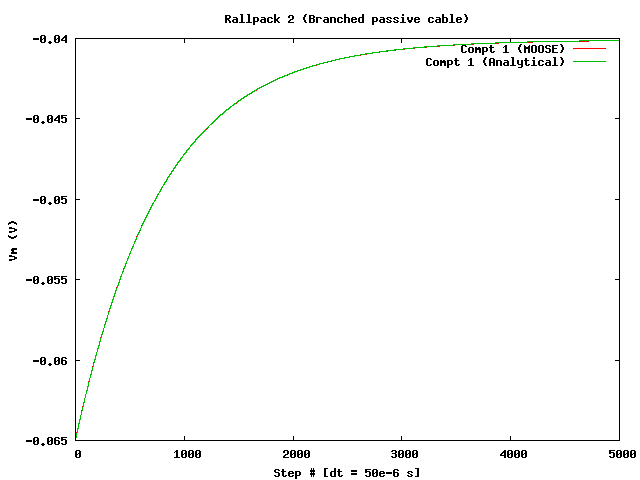 Rallpack 2 (Branched passive cable)
-0.04
Compt 1 (MOOSE)
Compt 1 (Analytical)
-0.045
-0.05
Vm (V)
-0.055
-0.06
-0.065
0 1000 2000 3000 4000 5000
Step # [dt = 50e-6 s]